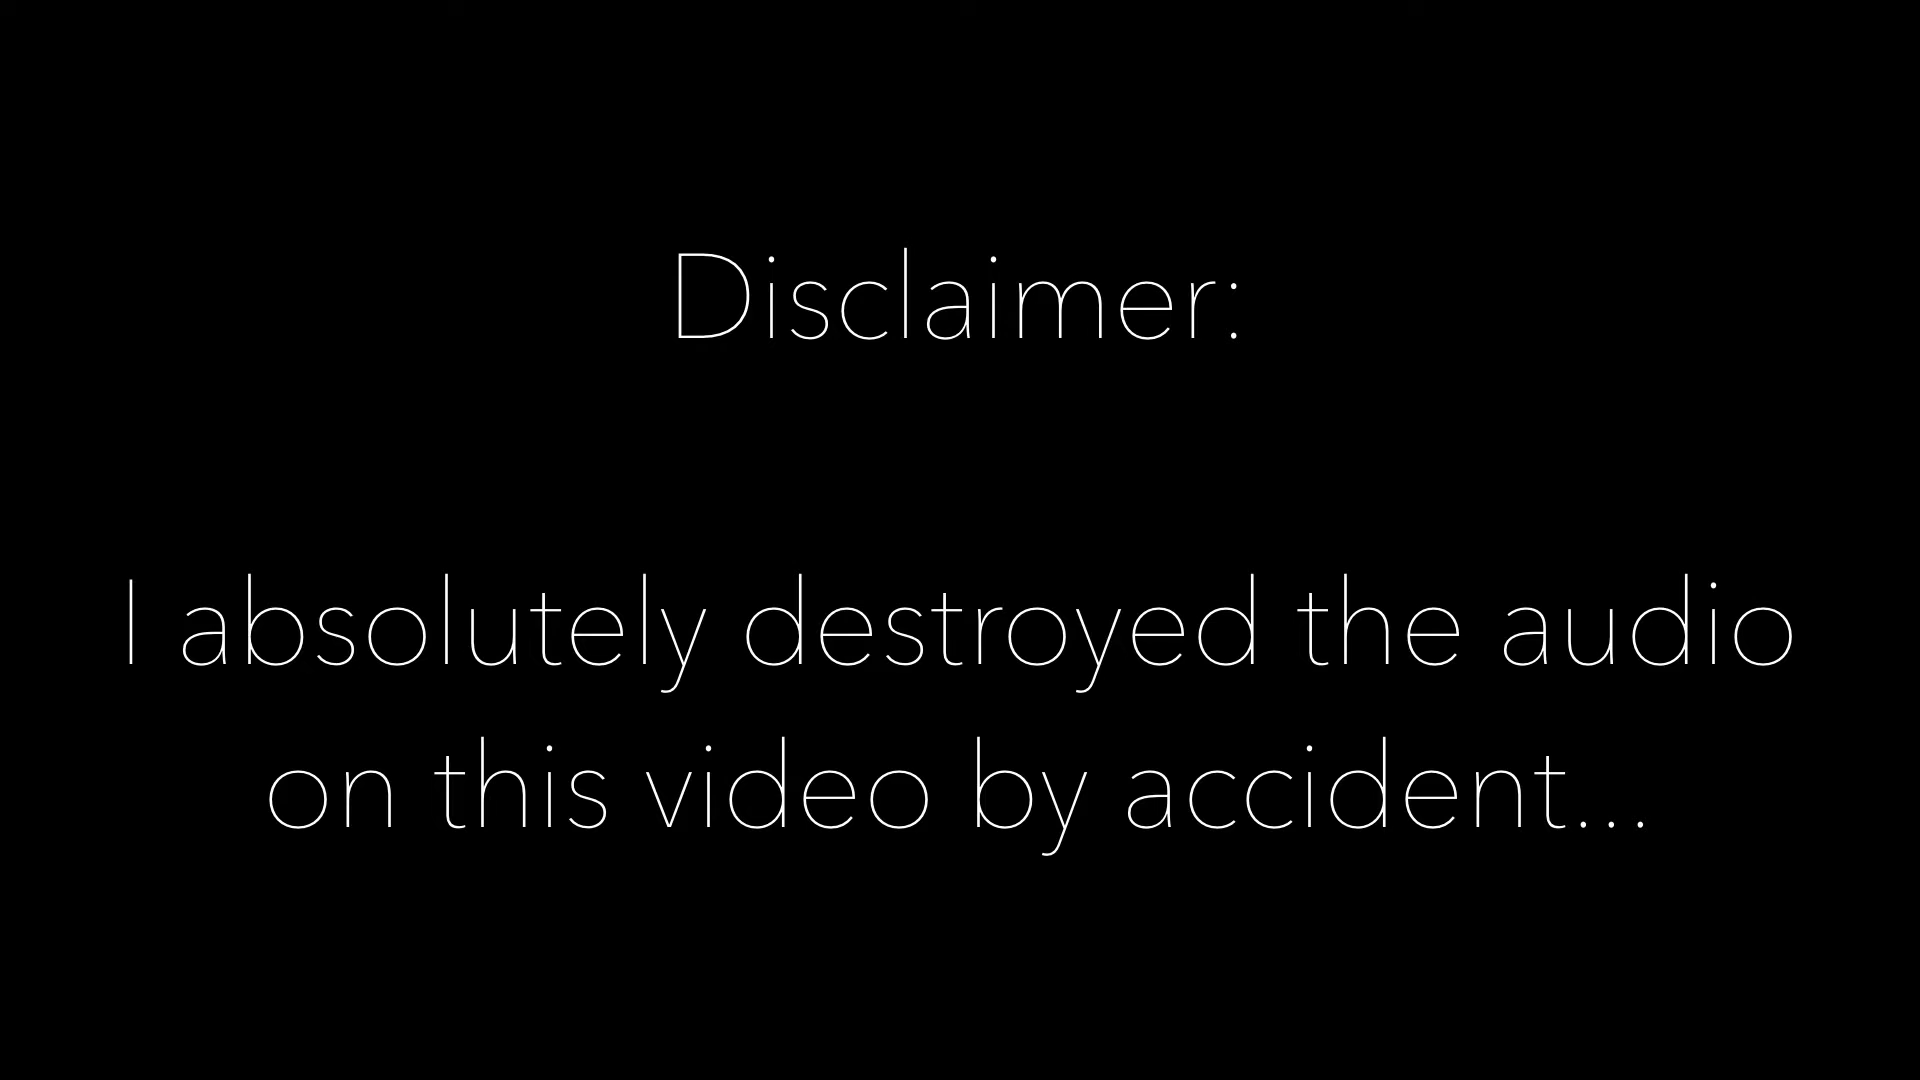 Disclaimer:
I absolutely destroyed the audio
on this video by accident...